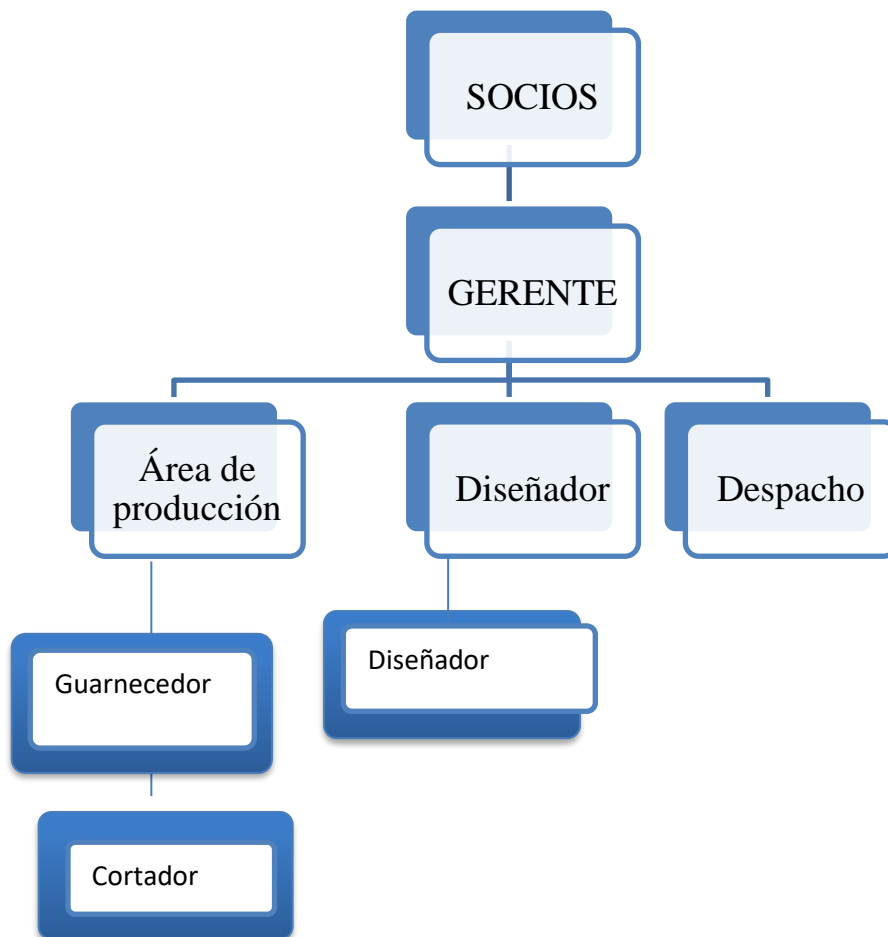 SOCIOS
GERENTE
Área de
producción
Diseñador
Despacho
Guarnecedor
Diseñador
Cortador